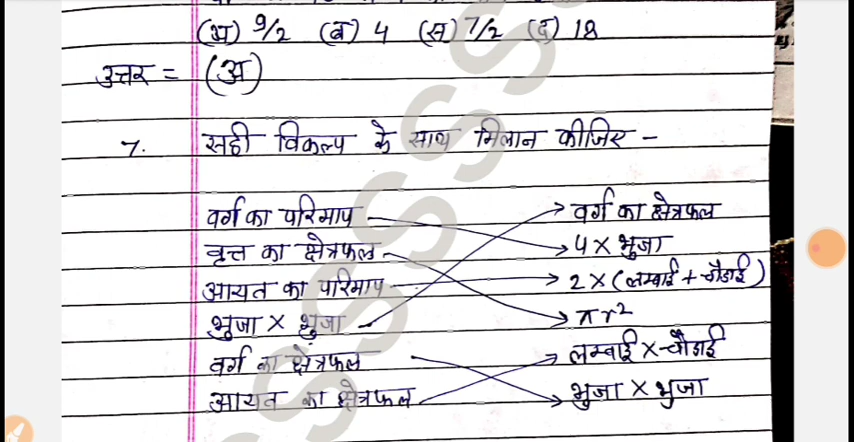 (अ) 9/2 (ब) 4 (स) 7/2 (द) 18
उत्तर = (अ)
7. सही विकल्प के साथ मिलान कीजिए -
वर्ग का परिमाप → वर्ग का क्षेत्रफल
वृत्त का क्षेत्रफल → 4 × भुजा
आयत का परिमाप → 2 × (लम्बाई + चौडाई)
भुजा × भुजा → πr²
वर्ग का क्षेत्रफल → लम्बाई × चौडाई
आयत का क्षेत्रफल → भुजा × भुजा
SSSSS